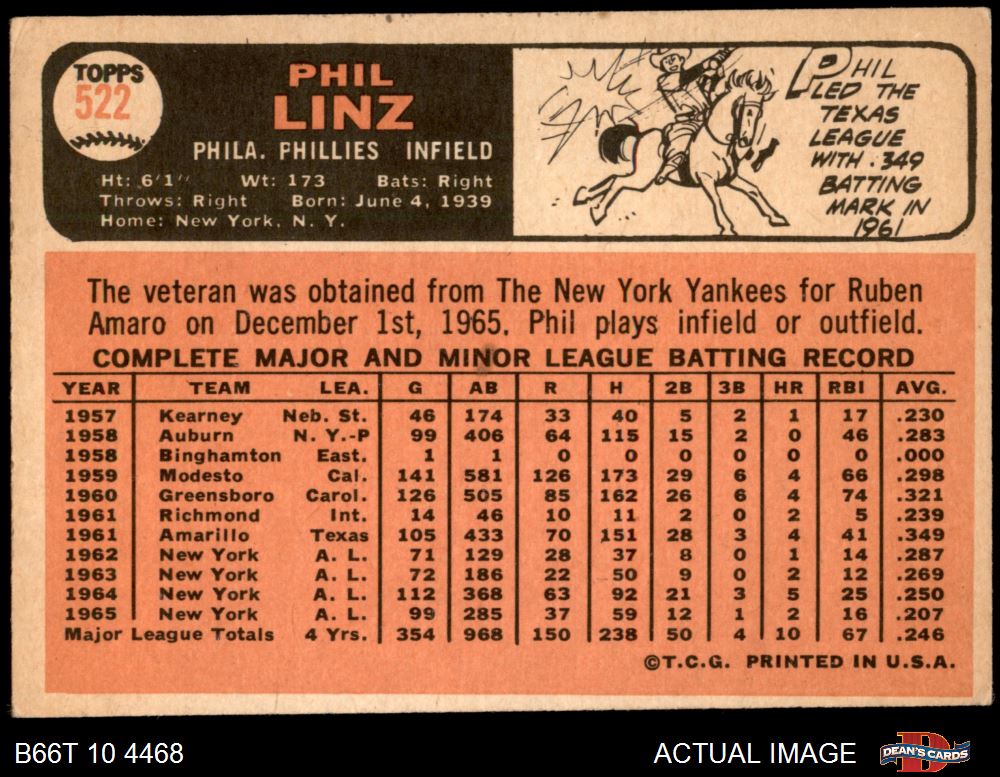 TOPPS
522
PHIL
LINZ
PHILA. PHILLIES INFIELD
Ht: 6'1" Wt: 173 Bats: Right
Throws: Right Born: June 4, 1939
Home: New York, N. Y.
PHIL
LED THE
TEXAS
LEAGUE
WITH .349
BATTING
MARK IN
1961
The veteran was obtained from The New York Yankees for Ruben
Amaro on December 1st, 1965. Phil plays infield or outfield.
COMPLETE MAJOR AND MINOR LEAGUE BATTING RECORD
YEAR TEAM LEA. G AB R H 2B 3B HR RBI AVG.
1957 Kearney Neb. St. 46 174 33 40 5 2 1 17 .230
1958 Auburn N. Y.-P 99 406 64 115 15 2 0 46 .283
1958 Binghamton East. 1 1 0 0 0 0 0 0 .000
1959 Modesto Cal. 141 581 126 173 29 6 4 66 .298
1960 Greensboro Carol. 126 505 85 162 26 6 4 74 .321
1961 Richmond Int. 14 46 10 11 2 0 2 5 .239
1961 Amarillo Texas 105 433 70 151 28 3 4 41 .349
1962 New York A. L. 71 129 28 37 8 0 1 14 .287
1963 New York A. L. 72 186 22 50 9 0 2 12 .269
1964 New York A. L. 112 368 63 92 21 3 5 25 .250
1965 New York A. L. 99 285 37 59 12 1 2 16 .207
Major League Totals 4 Yrs. 354 968 150 238 50 4 10 67 .246
©T.C.G. PRINTED IN U.S.A.
B66T 10 4468
ACTUAL IMAGE
DEAN'S CARDS